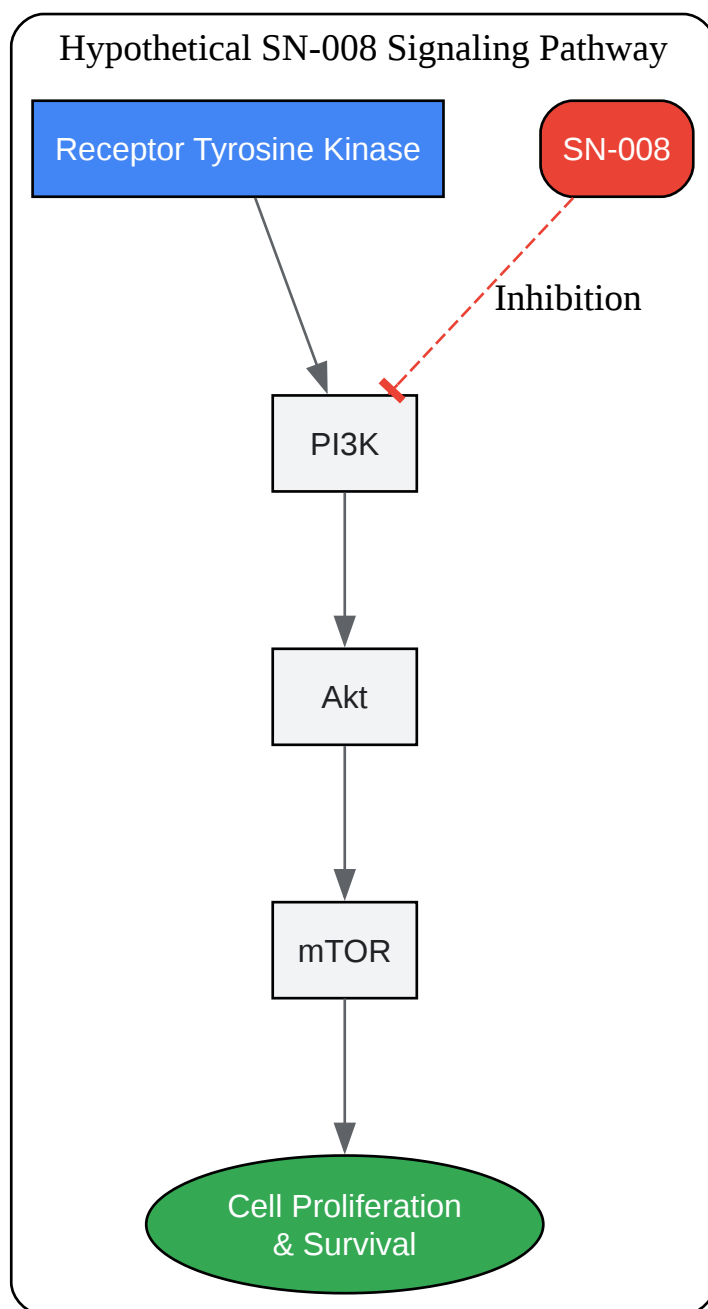 Hypothetical SN-008 Signaling Pathway
Receptor Tyrosine Kinase
SN-008
Inhibition
PI3K
Akt
mTOR
Cell Proliferation
& Survival